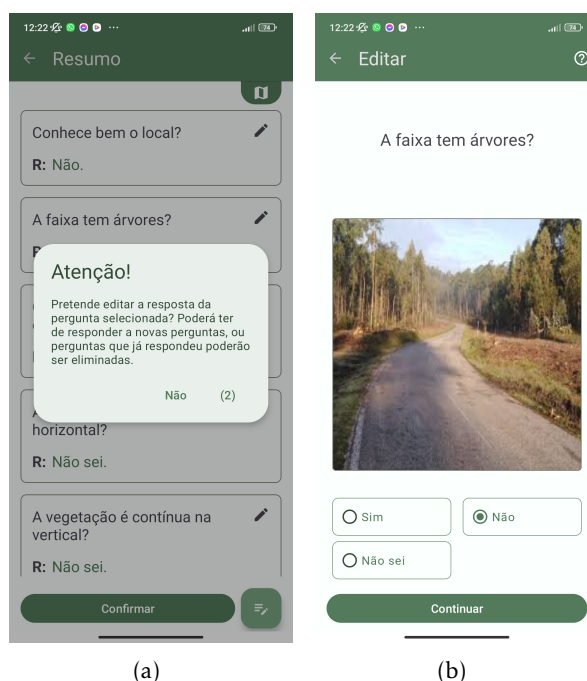 12:22
74
Resumo
Conhece bem o local?
R: Não.
A faixa tem árvores?
Atenção!
Pretende editar a resposta da
pergunta selecionada? Poderá ter
de responder a novas perguntas, ou
perguntas que já respondeu poderão
ser eliminadas.
Não (2)
horizontal?
R: Não sei.
A vegetação é contínua na
vertical?
R: Não sei.
Confirmar
(a)
12:22
74
Editar
A faixa tem árvores?
Sim
Não
Não sei
Continuar
(b)